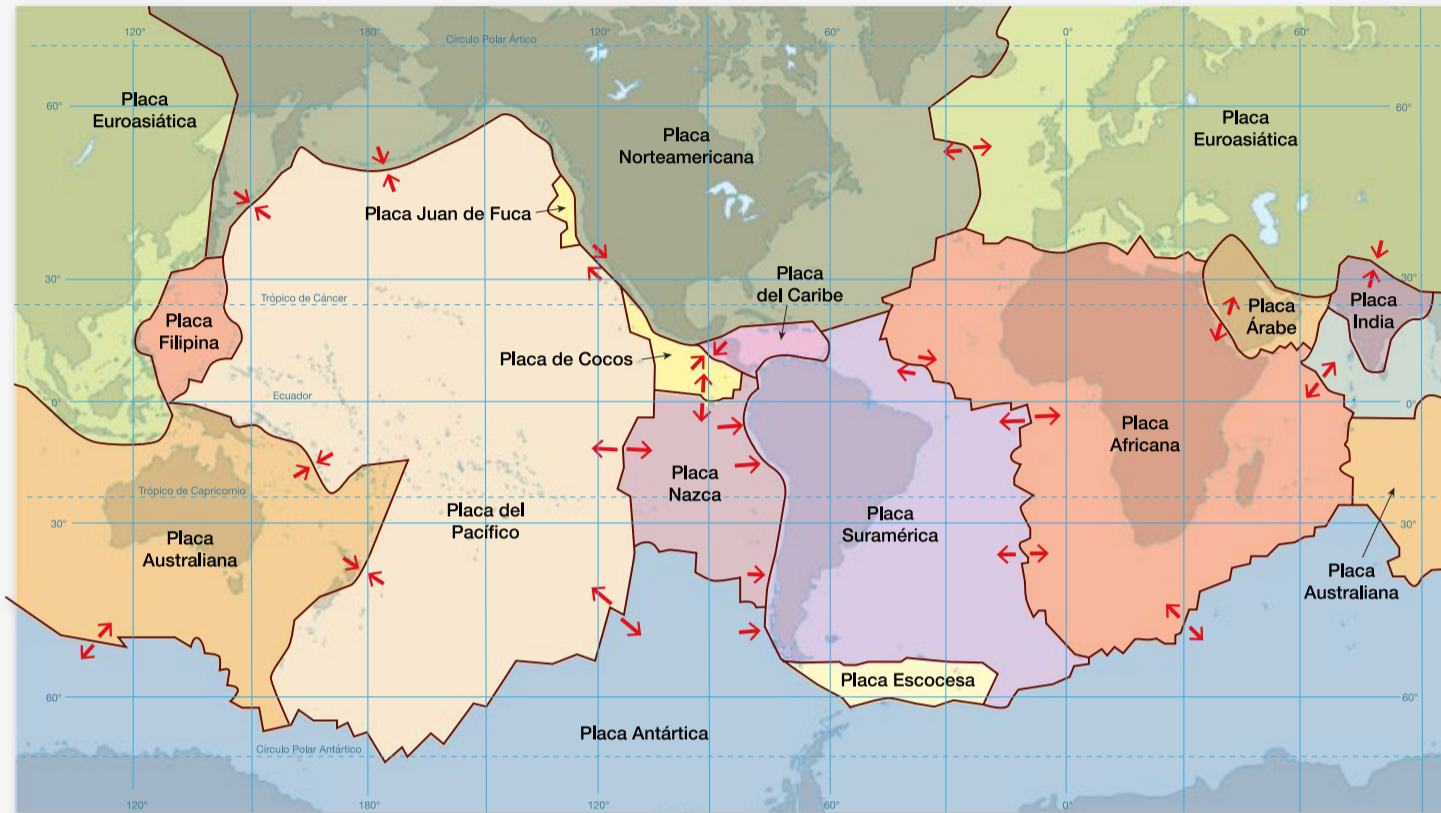 120°
180°
Círculo Polar Ártico
120°
60°
0°
60°
Placa
Euroasiática
60°
60°
Placa
Norteamericana
Placa
Euroasiática
Placa Juan de Fuca
30°
30°
Trópico de Cáncer
Placa
del Caribe
Placa
Filipina
Placa
Árabe
Placa
India
Placa de Cocos
Ecuador
0°
0°
Placa
Africana
Placa
Nazca
Trópico de Capricornio
Placa del
Pacífico
Placa
Suramérica
30°
30°
Placa
Australiana
Placa
Australiana
Placa Escocesa
60°
60°
Placa Antártica
Círculo Polar Antártico
120°
180°
120°
60°
0°
60°